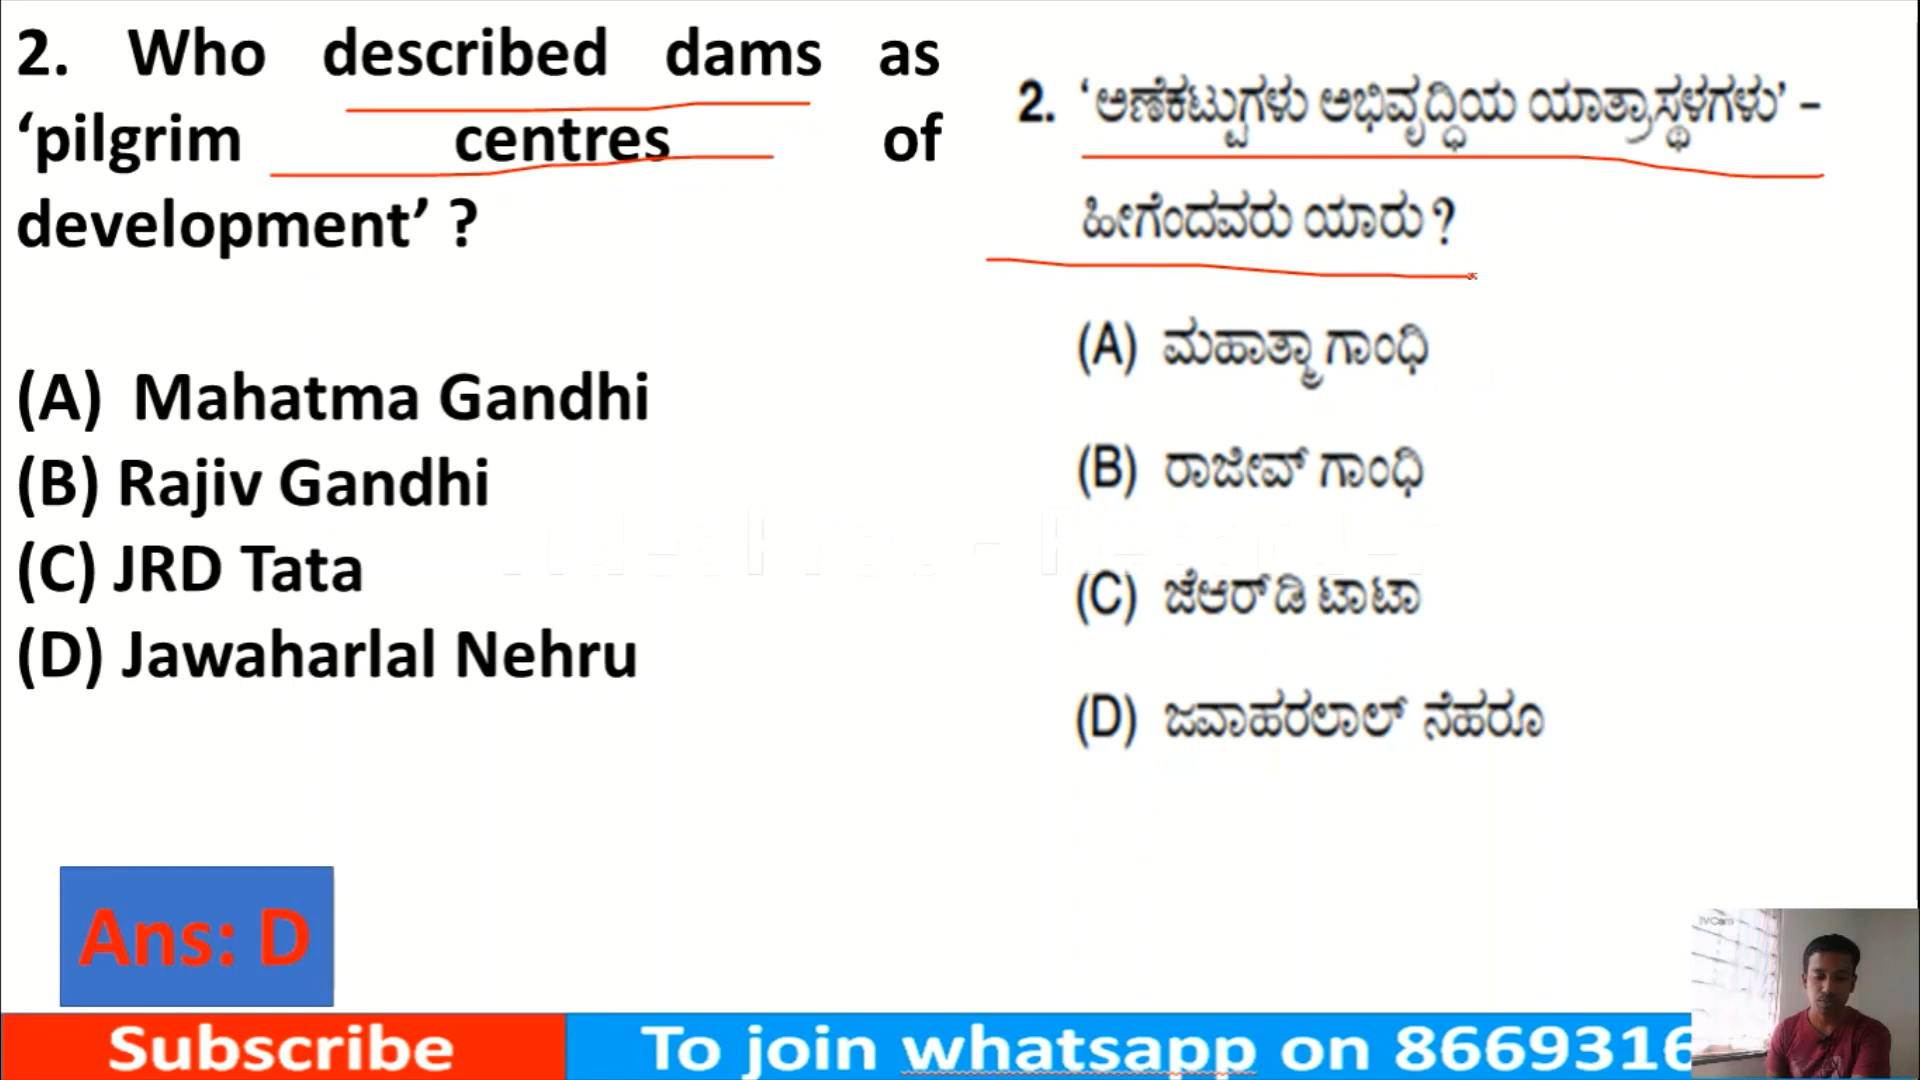 2. Who described dams as
‘pilgrim centres of
development’ ?
(A) Mahatma Gandhi
(B) Rajiv Gandhi
(C) JRD Tata
(D) Jawaharlal Nehru
Ans: D
2. ‘ಅಣೆಕಟ್ಟುಗಳು ಅಭಿವೃದ್ಧಿಯ ಯಾತ್ರಾಸ್ಥಳಗಳು’ –
ಹೀಗೆಂದವರು ಯಾರು ?
(A) ಮಹಾತ್ಮಾ ಗಾಂಧಿ
(B) ರಾಜೀವ್ ಗಾಂಧಿ
(C) ಜೆಆರ್‌ಡಿ ಟಾಟಾ
(D) ಜವಾಹರಲಾಲ್ ನೆಹರೂ
Subscribe
To join whatsapp on 8669316